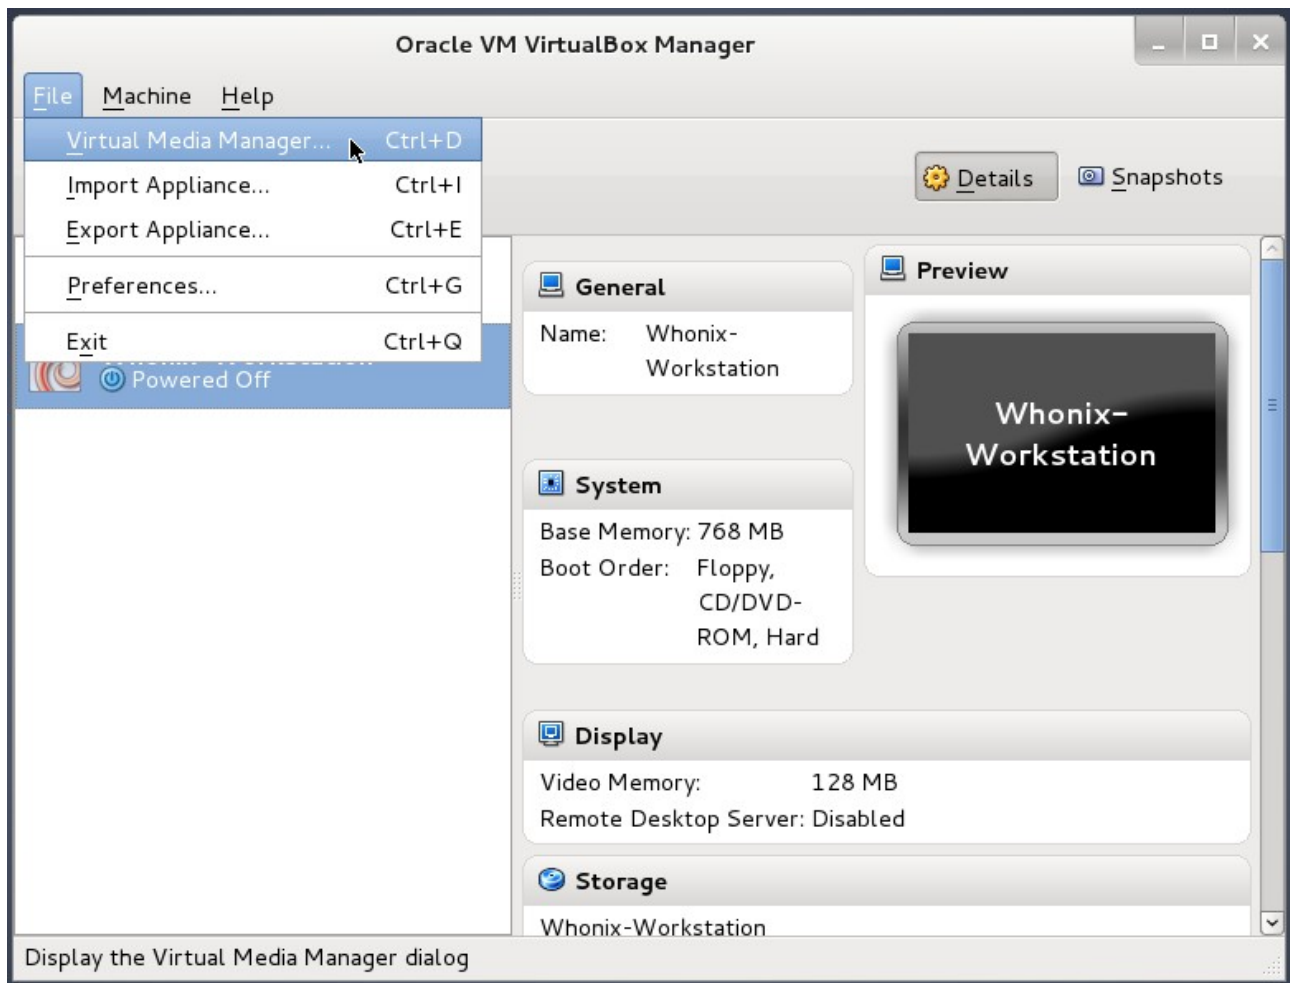 Oracle VM VirtualBox Manager
File Machine Help
Virtual Media Manager... Ctrl+D
Import Appliance... Ctrl+I
Export Appliance... Ctrl+E
Preferences... Ctrl+G
Exit Ctrl+Q
Powered Off
Details Snapshots
General
Name: Whonix-
Workstation
System
Base Memory: 768 MB
Boot Order: Floppy,
CD/DVD-
ROM, Hard
Preview
Whonix-
Workstation
Display
Video Memory: 128 MB
Remote Desktop Server: Disabled
Storage
Whonix-Workstation
Display the Virtual Media Manager dialog